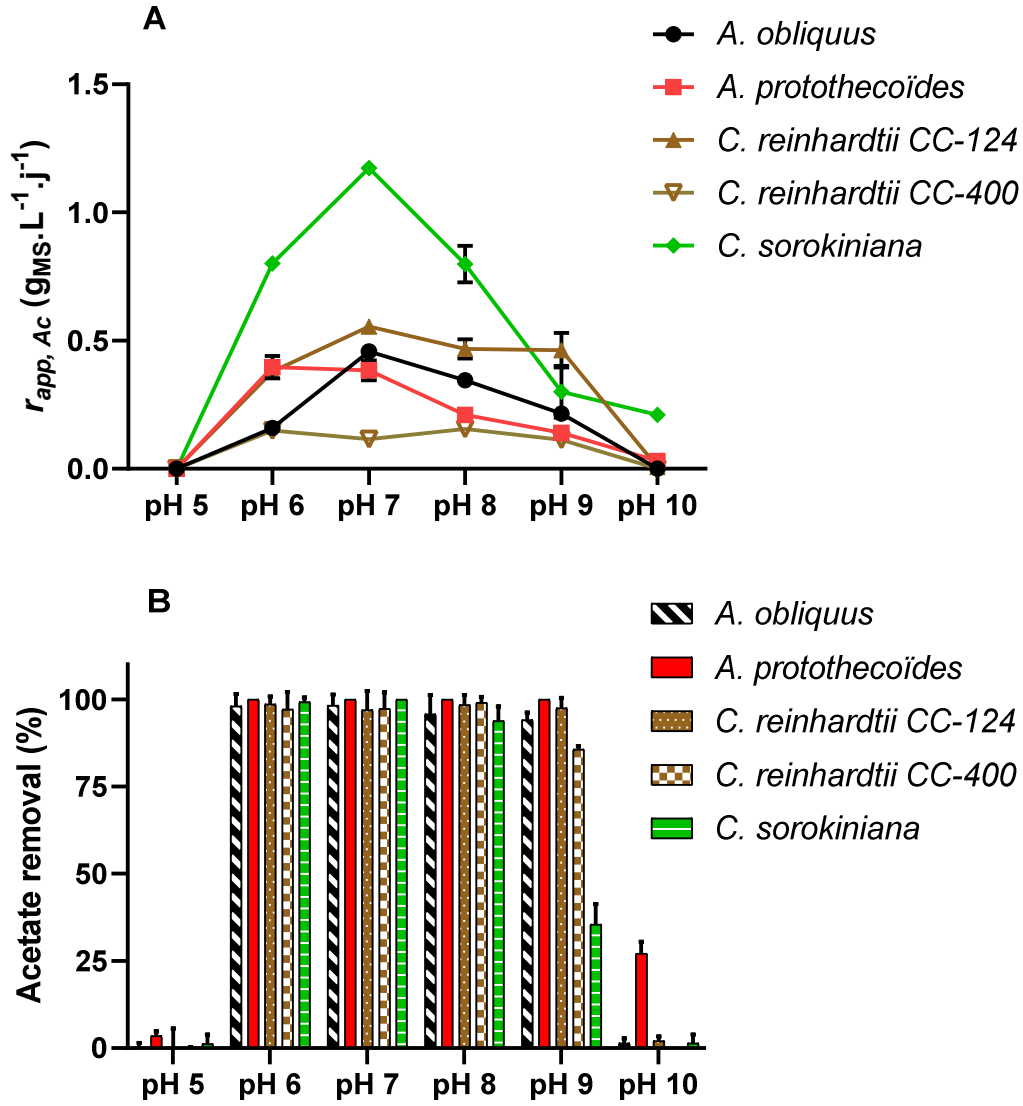 A
A. obliquus
A. protothecoïdes
C. reinhardtii CC-124
C. reinhardtii CC-400
C. sorokiniana
r_app, Ac (g_MS.L⁻¹.j⁻¹)
1.5
1.0
0.5
0.0
pH 5 pH 6 pH 7 pH 8 pH 9 pH 10
B
A. obliquus
A. protothecoïdes
C. reinhardtii CC-124
C. reinhardtii CC-400
C. sorokiniana
Acetate removal (%)
100
75
50
25
0
pH 5 pH 6 pH 7 pH 8 pH 9 pH 10